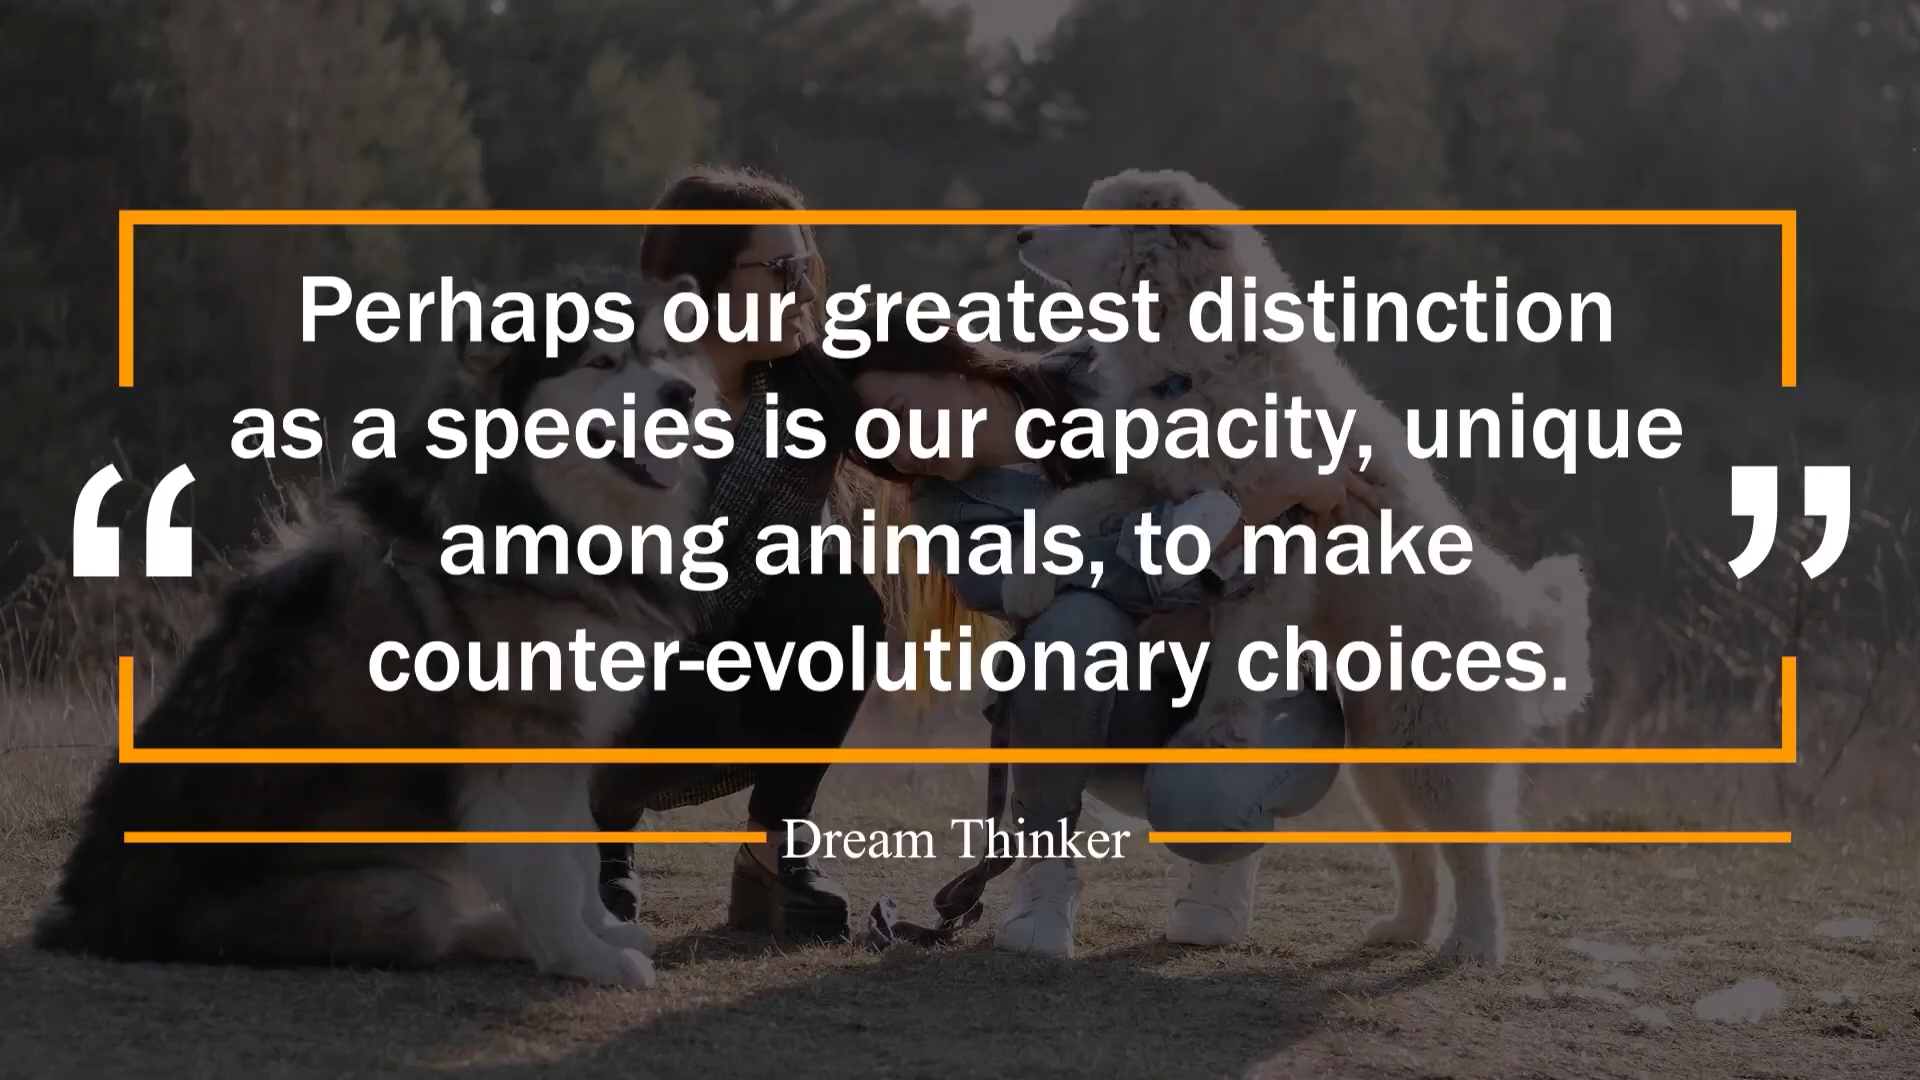 Perhaps our greatest distinction
as a species is our capacity, unique
“ among animals, to make ”
counter-evolutionary choices.
Dream Thinker